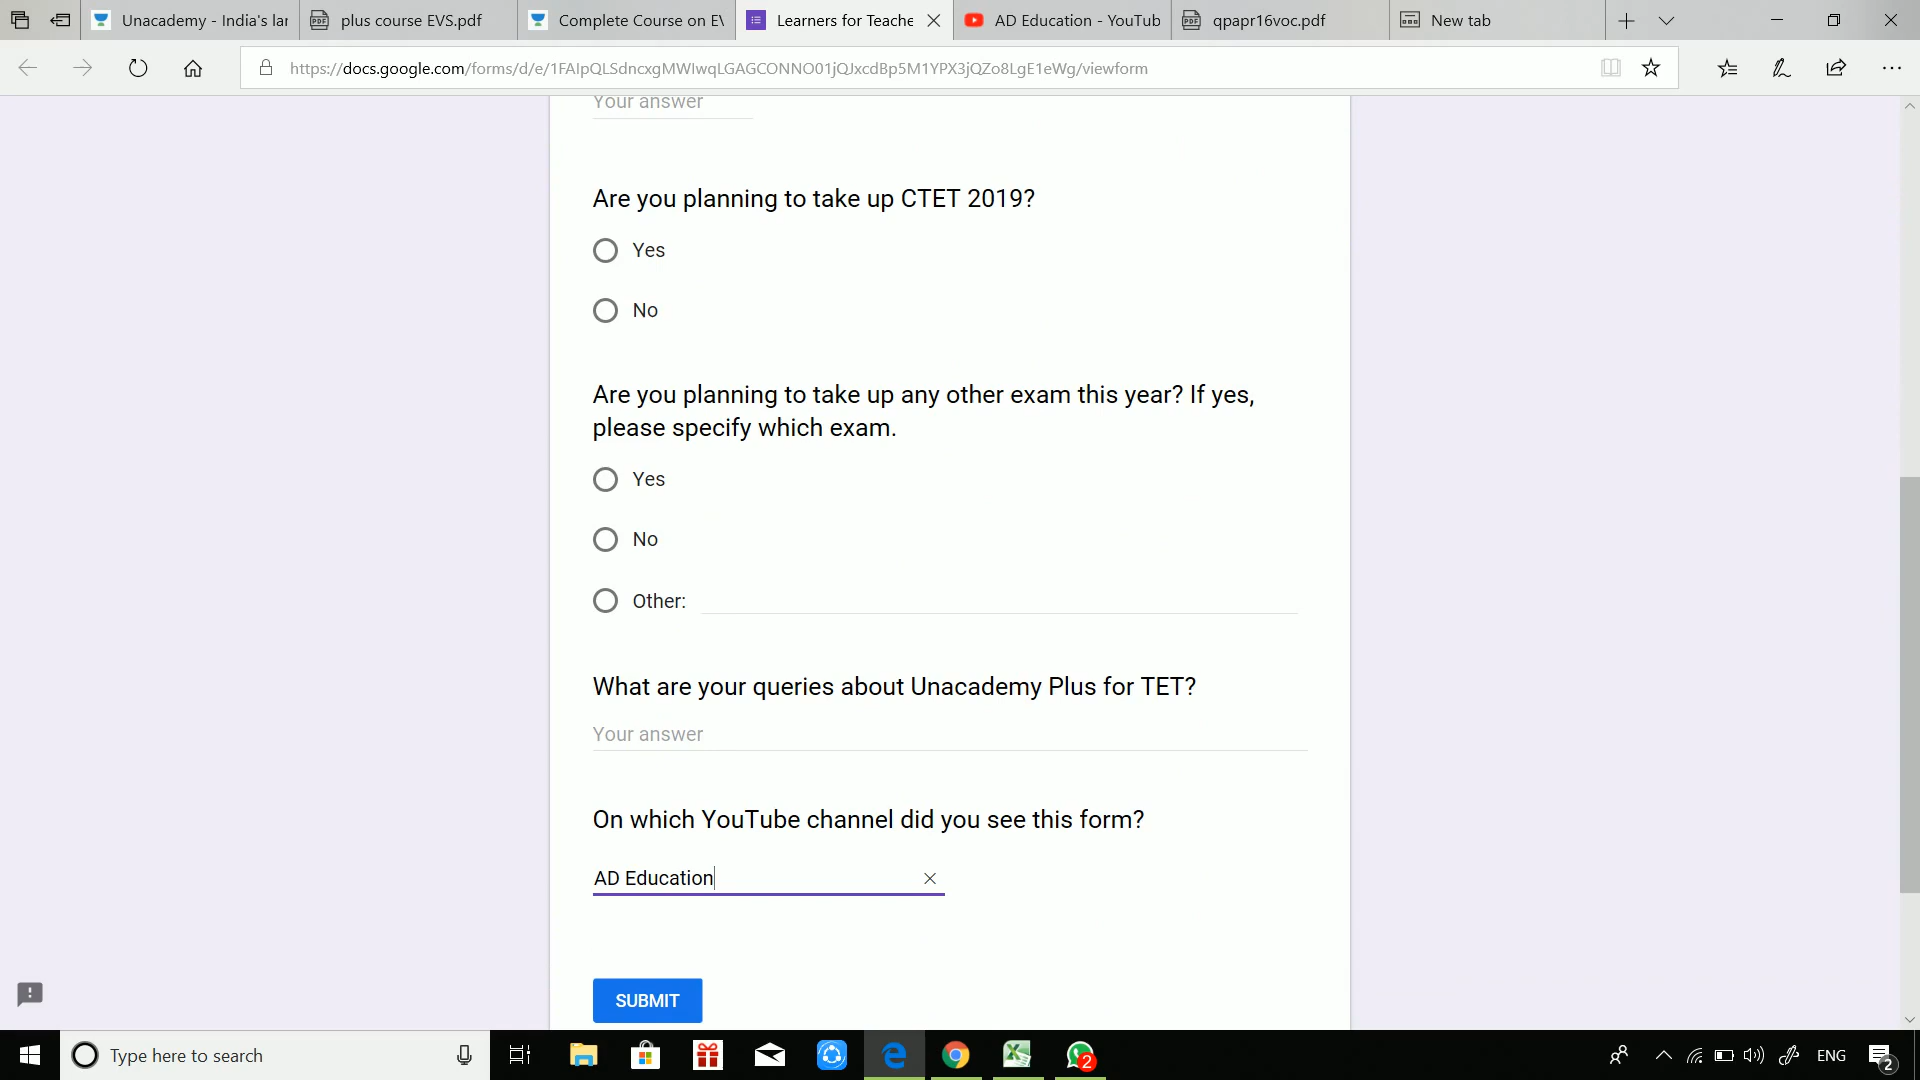 Unacademy - India's lar
plus course EVS.pdf
Complete Course on EV
Learners for Teache
AD Education - YouTub
qpapr16voc.pdf
New tab
https://docs.google.com/forms/d/e/1FAIpQLSdncxgMWIwqLGAGCONNO01jQJxcdBp5M1YPX3jQZo8LgE1eWg/viewform
Your answer
Are you planning to take up CTET 2019?
Yes
No
Are you planning to take up any other exam this year? If yes,
please specify which exam.
Yes
No
Other:
What are your queries about Unacademy Plus for TET?
Your answer
On which YouTube channel did you see this form?
AD Education
SUBMIT
Type here to search
2
ENG
2